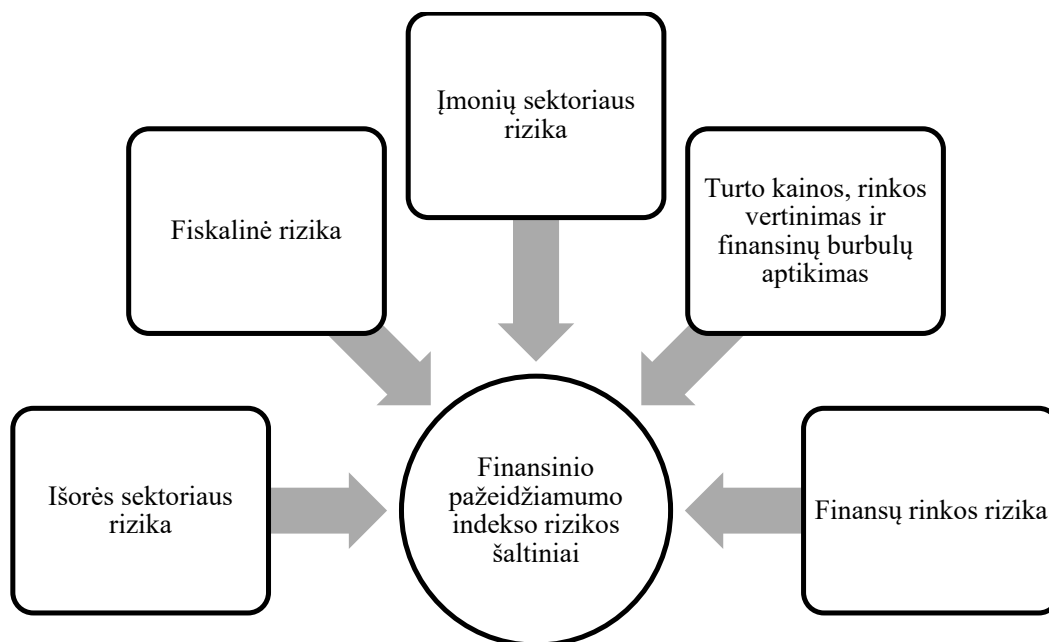 Įmonių sektoriaus
rizika
Fiskalinė rizika
Turto kainos, rinkos
vertinimas ir
finansinų burbulų
aptikimas
Išorės sektoriaus
rizika
Finansinio
pažeidžiamumo
indekso rizikos
šaltiniai
Finansų rinkos rizika